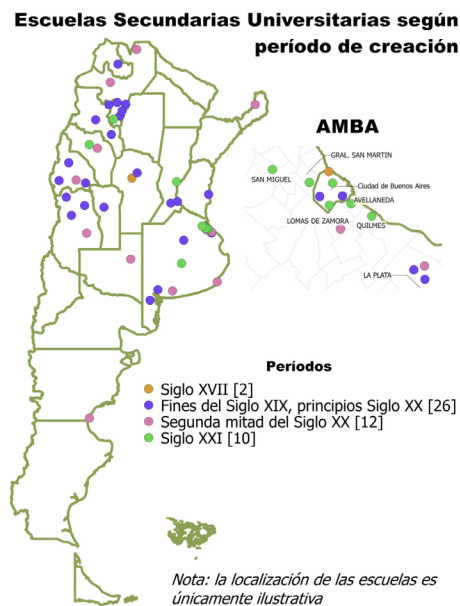 Escuelas Secundarias Universitarias según
período de creación
AMBA
GRAL. SAN MARTIN
SAN MIGUEL
Ciudad de Buenos Aires
AVELLANEDA
LOMAS DE ZAMORA
QUILMES
LA PLATA
Períodos
Siglo XVII [2]
Fines del Siglo XIX, principios Siglo XX [26]
Segunda mitad del Siglo XX [12]
Siglo XXI [10]
Nota: la localización de las escuelas es
únicamente ilustrativa